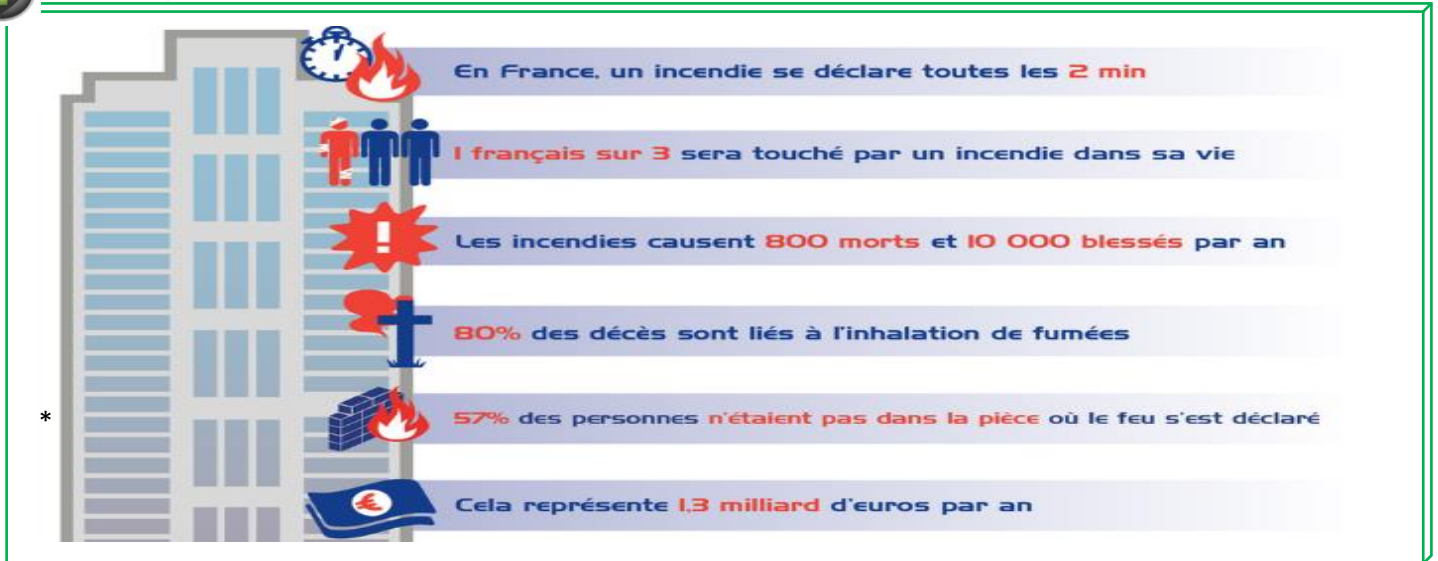 En France, un incendie se déclare toutes les 2 min
1 français sur 3 sera touché par un incendie dans sa vie
!
Les incendies causent 800 morts et 10 000 blessés par an
80% des décès sont liés à l'inhalation de fumées
* 57% des personnes n'étaient pas dans la pièce où le feu s'est déclaré
€ Cela représente 1,3 milliard d'euros par an